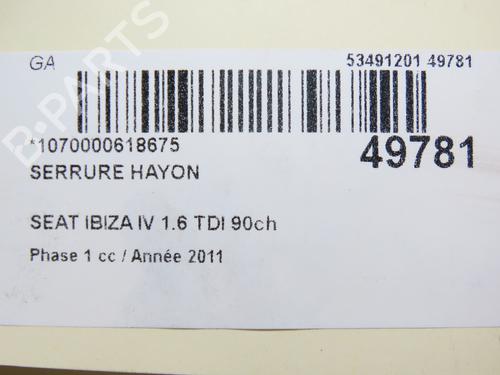 GA 53491201 49781
*1070000618675 49781
SERRURE HAYON
SEAT IBIZA IV 1.6 TDI 90ch
Phase 1 cc / Année 2011
B-PARTS